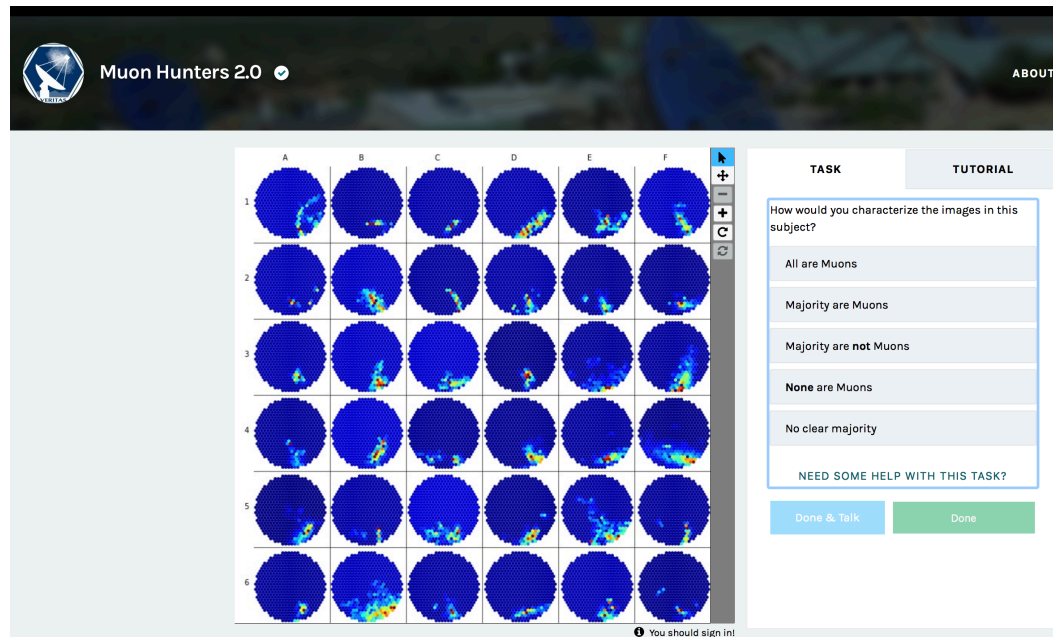 VERITAS
Muon Hunters 2.0
ABOUT
A B C D E F
1
2
3
4
5
6
TASK
TUTORIAL
How would you characterize the images in this
subject?
All are Muons
Majority are Muons
Majority are not Muons
None are Muons
No clear majority
NEED SOME HELP WITH THIS TASK?
Done & Talk
Done
You should sign in!